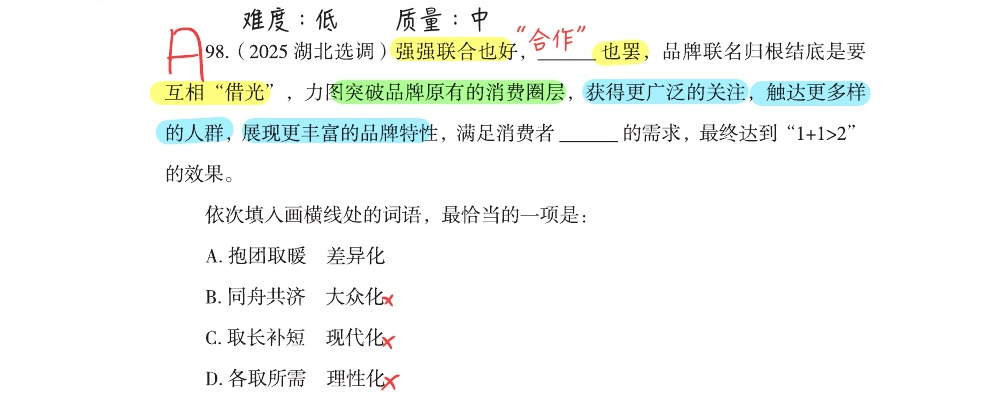 难度：低 质量：中
A
“合作”
98.（2025 湖北选调）强强联合也好，______也罢，品牌联名归根结底是要
互相“借光”，力图突破品牌原有的消费圈层，获得更广泛的关注，触达更多样
的人群，展现更丰富的品牌特性，满足消费者______的需求，最终达到“1+1>2”
的效果。
依次填入画横线处的词语，最恰当的一项是：
A. 抱团取暖 差异化
B. 同舟共济 大众化×
C. 取长补短 现代化×
D. 各取所需 理性化×